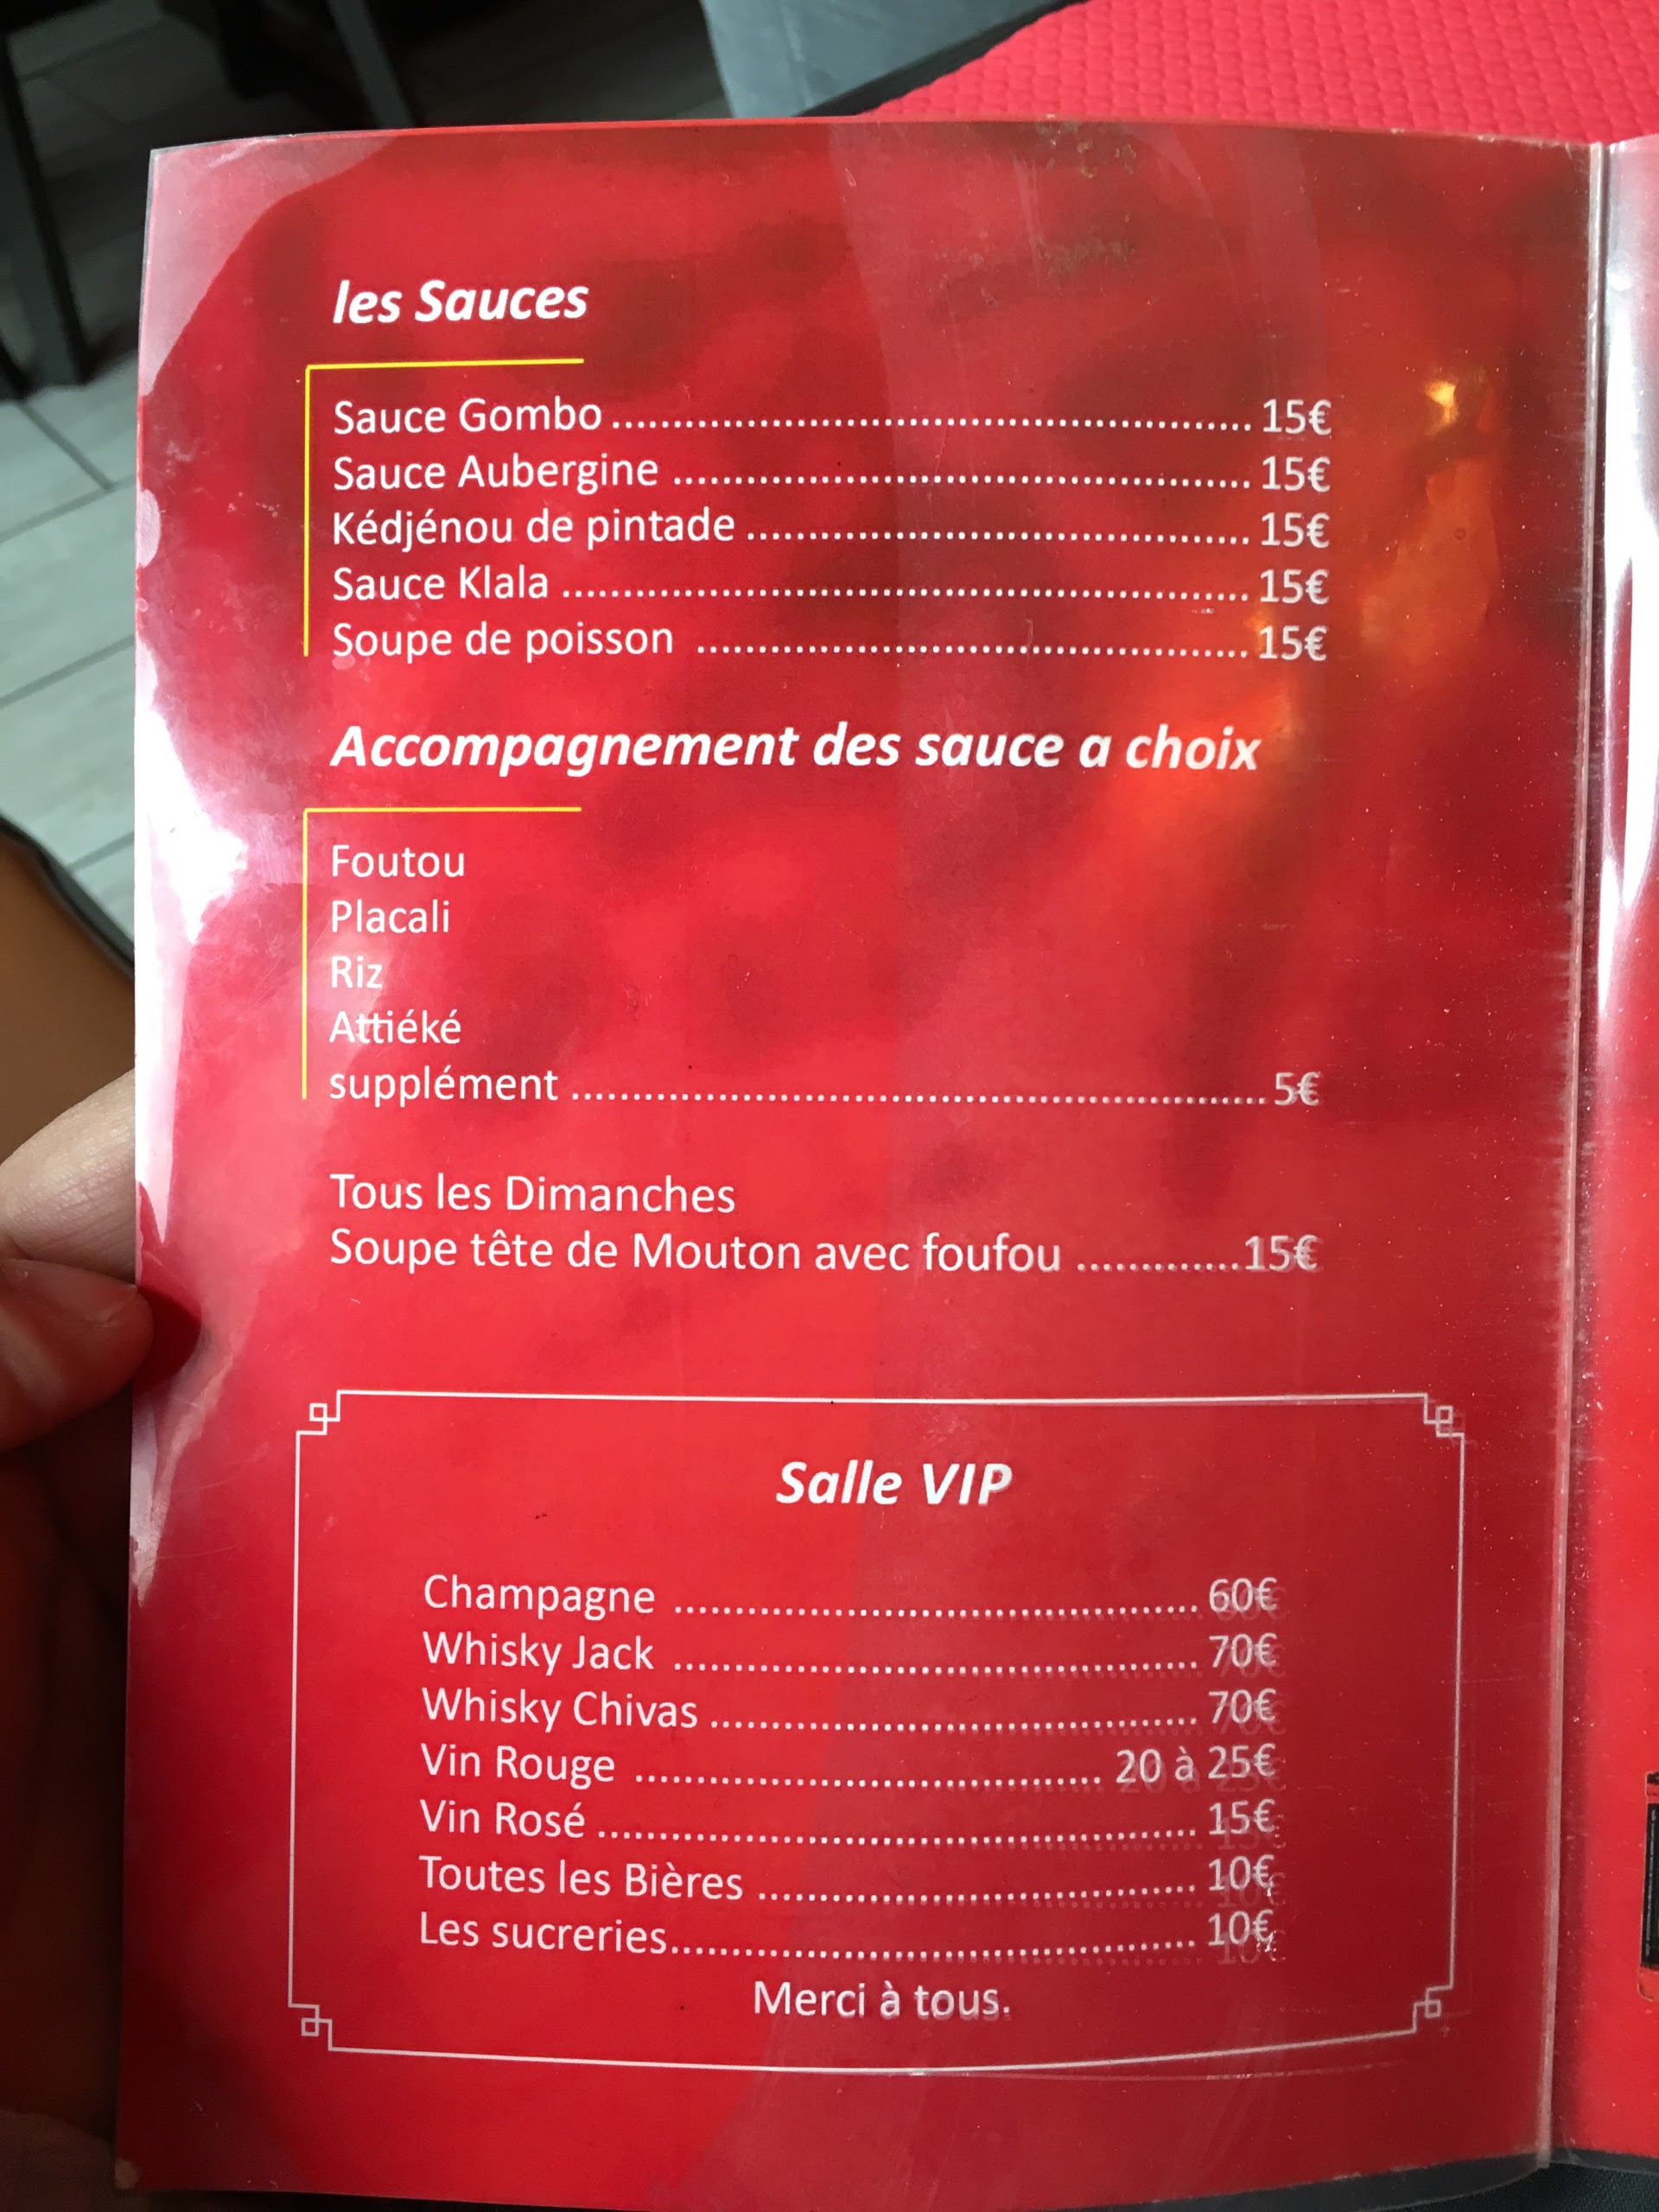 les Sauces
Sauce Gombo ........ 15€
Sauce Aubergine ........ 15€
Kédjénou de pintade ........ 15€
Sauce Klala ........ 15€
Soupe de poisson ........ 15€
Accompagnement des sauce a choix
Foutou
Placali
Riz
Attiéké
supplément ........ 5€
Tous les Dimanches
Soupe tête de Mouton avec foufou ........ 15€
Salle VIP
Champagne ........ 60€
Whisky Jack ........ 70€
Whisky Chivas ........ 70€
Vin Rouge ........ 20 à 25€
Vin Rosé ........ 15€
Toutes les Bières ........ 10€
Les sucreries ........ 10€
Merci à tous.